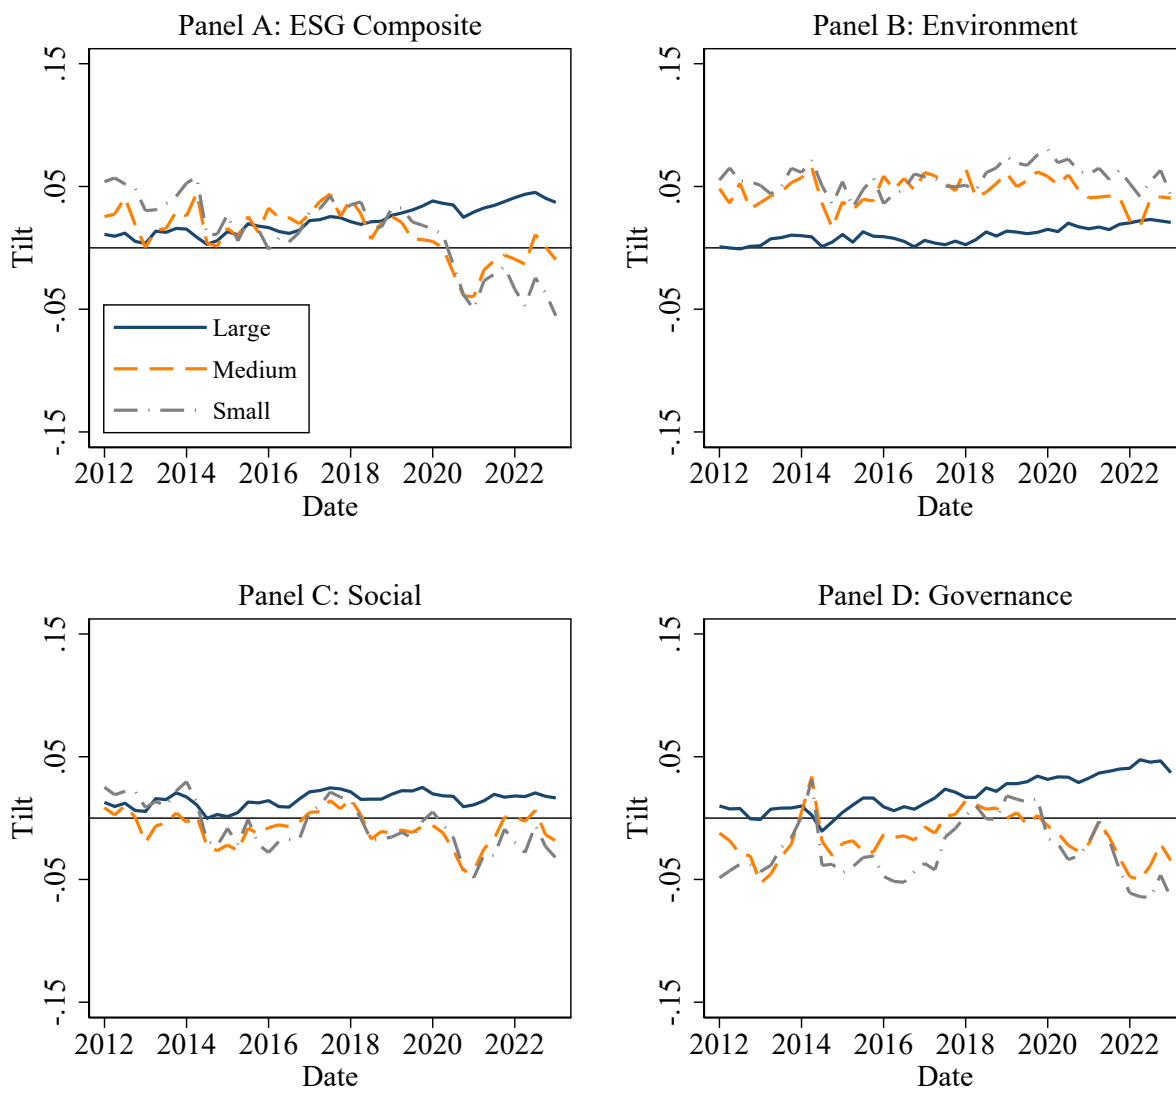 Panel A: ESG Composite
.15
.05
-.05
-.15
Tilt
Large
Medium
Small
2012 2014 2016 2018 2020 2022
Date
Panel B: Environment
.15
.05
-.05
-.15
Tilt
2012 2014 2016 2018 2020 2022
Date
Panel C: Social
.15
.05
-.05
-.15
Tilt
2012 2014 2016 2018 2020 2022
Date
Panel D: Governance
.15
.05
-.05
-.15
Tilt
2012 2014 2016 2018 2020 2022
Date